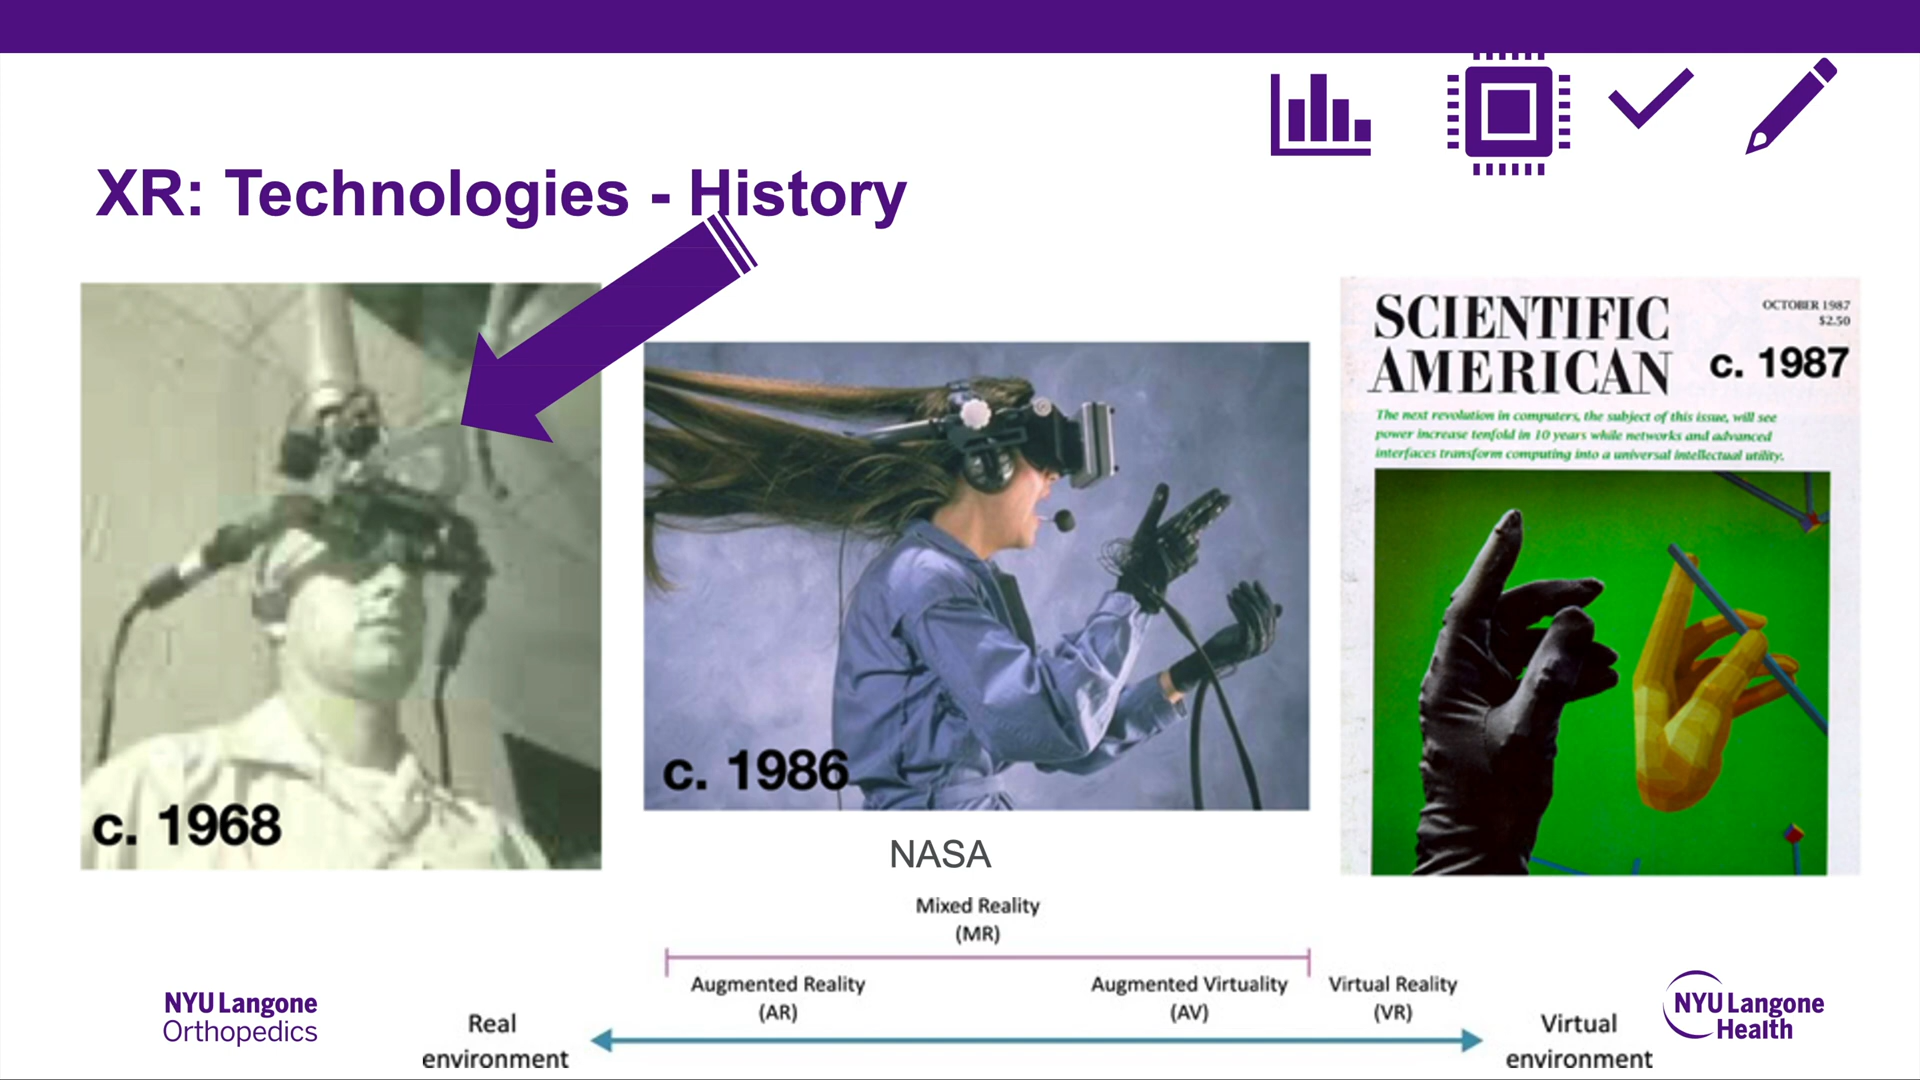 XR: Technologies - History
c. 1968
c. 1986
NASA
SCIENTIFIC
AMERICAN
OCTOBER 1987
$2.50
c. 1987
The next revolution in computers, the subject of this issue, will see
power increase tenfold in 10 years while networks and advanced
interfaces transform computing into a universal intellectual utility.
Mixed Reality
(MR)
Augmented Reality
(AR)
Augmented Virtuality
(AV)
Virtual Reality
(VR)
Real
environment
Virtual
environment
NYU Langone
Orthopedics
NYU Langone
Health